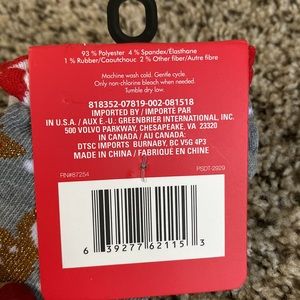 93 % Polyester 4 % Spandex/Elasthane
1 % Rubber/Caoutchouc 2 % Other fiber/Autre fibre
Machine wash cold. Gentle cycle.
Only non-chlorine bleach when needed.
Tumble dry low.
818352-07819-002-081518
IMPORTED BY / IMPORTÉ PAR
IN U.S.A. / AUX É.-U.: GREENBRIER INTERNATIONAL, INC.
500 VOLVO PARKWAY, CHESAPEAKE, VA 23320
IN CANADA / AU CANADA:
DTSC IMPORTS BURNABY, BC V5G 4P3
MADE IN CHINA / FABRIQUÉ EN CHINE
RN#87254 PSDT-2929
6 39277 62115 3